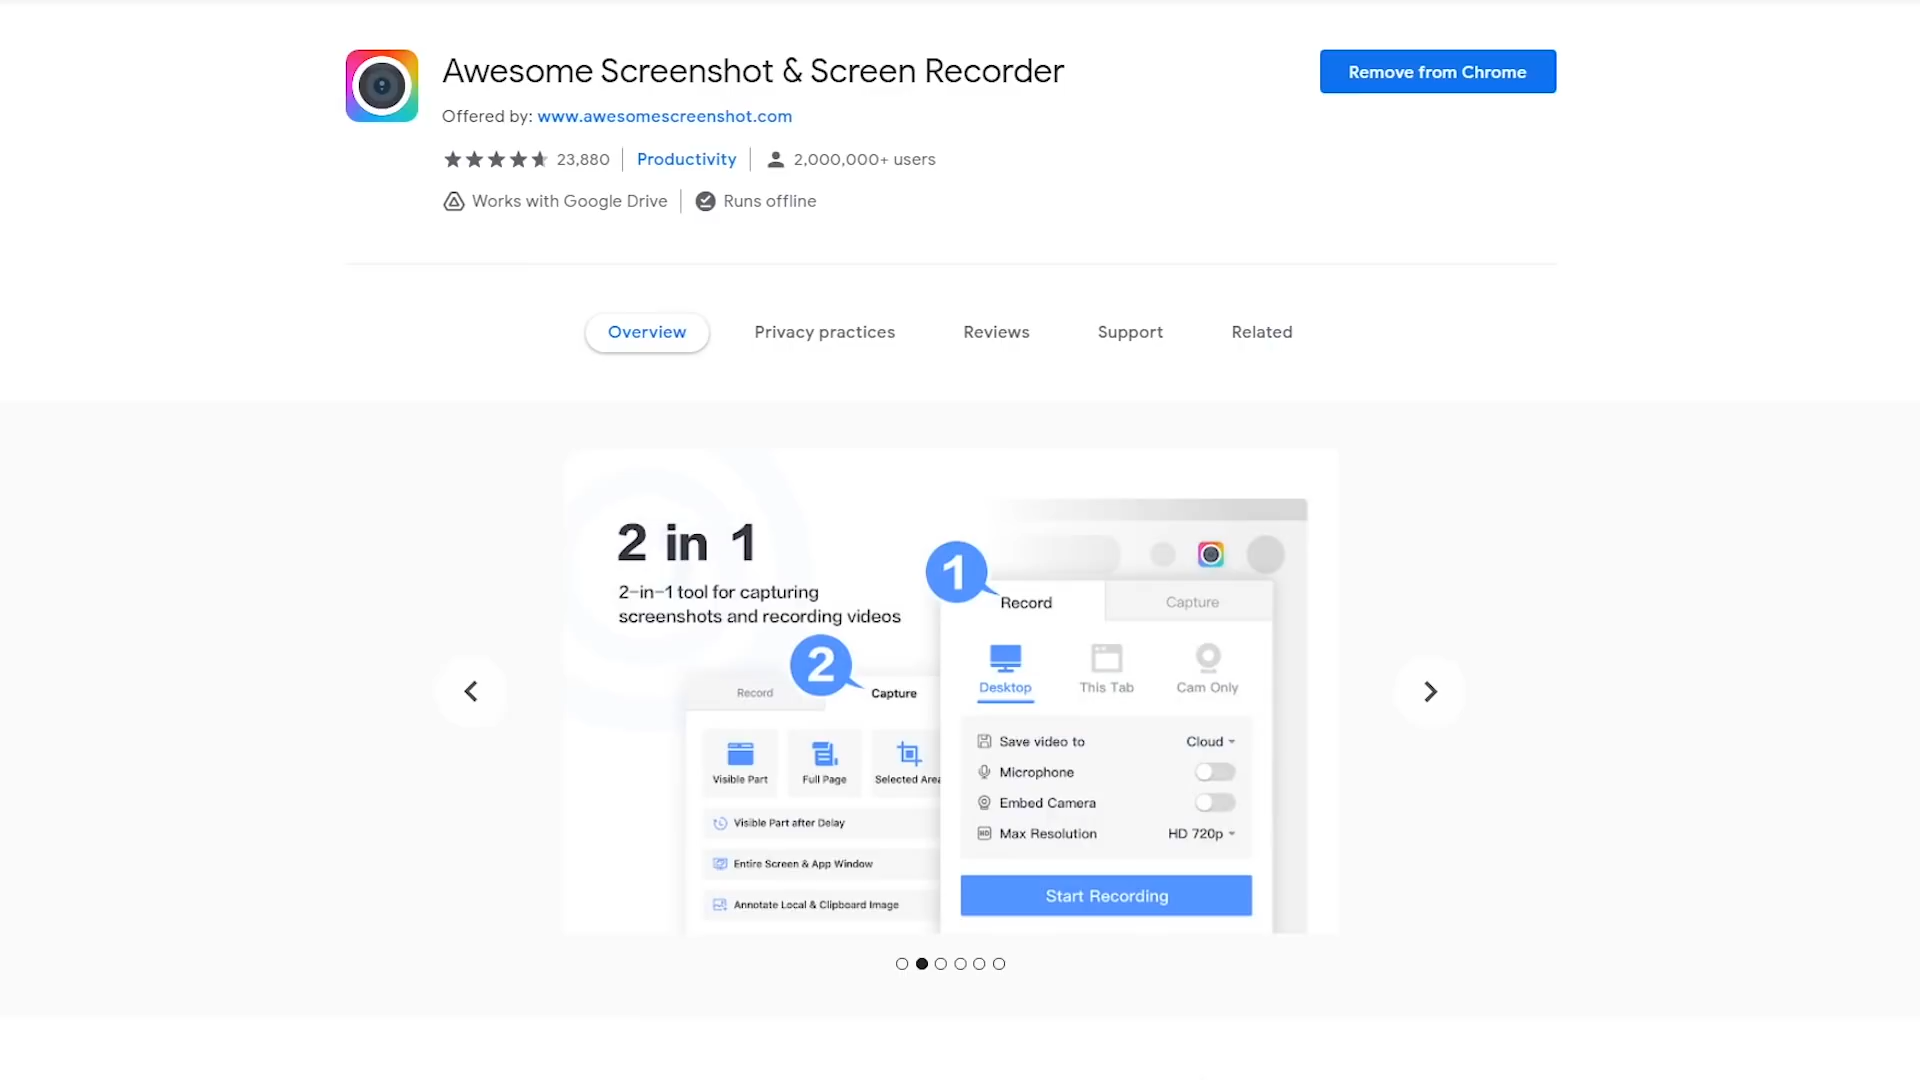 Awesome Screenshot & Screen Recorder
Remove from Chrome
Offered by: www.awesomescreenshot.com
23,880
Productivity
2,000,000+ users
Works with Google Drive
Runs offline
Overview
Privacy practices
Reviews
Support
Related
2 in 1
2-in-1 tool for capturing
screenshots and recording videos
1
Record
Capture
Desktop
This Tab
Cam Only
Save video to
Cloud
Microphone
Embed Camera
HD
Max Resolution
HD 720p
Start Recording
2
Record
Capture
Visible Part
Full Page
Selected Area
Visible Part after Delay
Entire Screen & App Window
Annotate Local & Clipboard Image